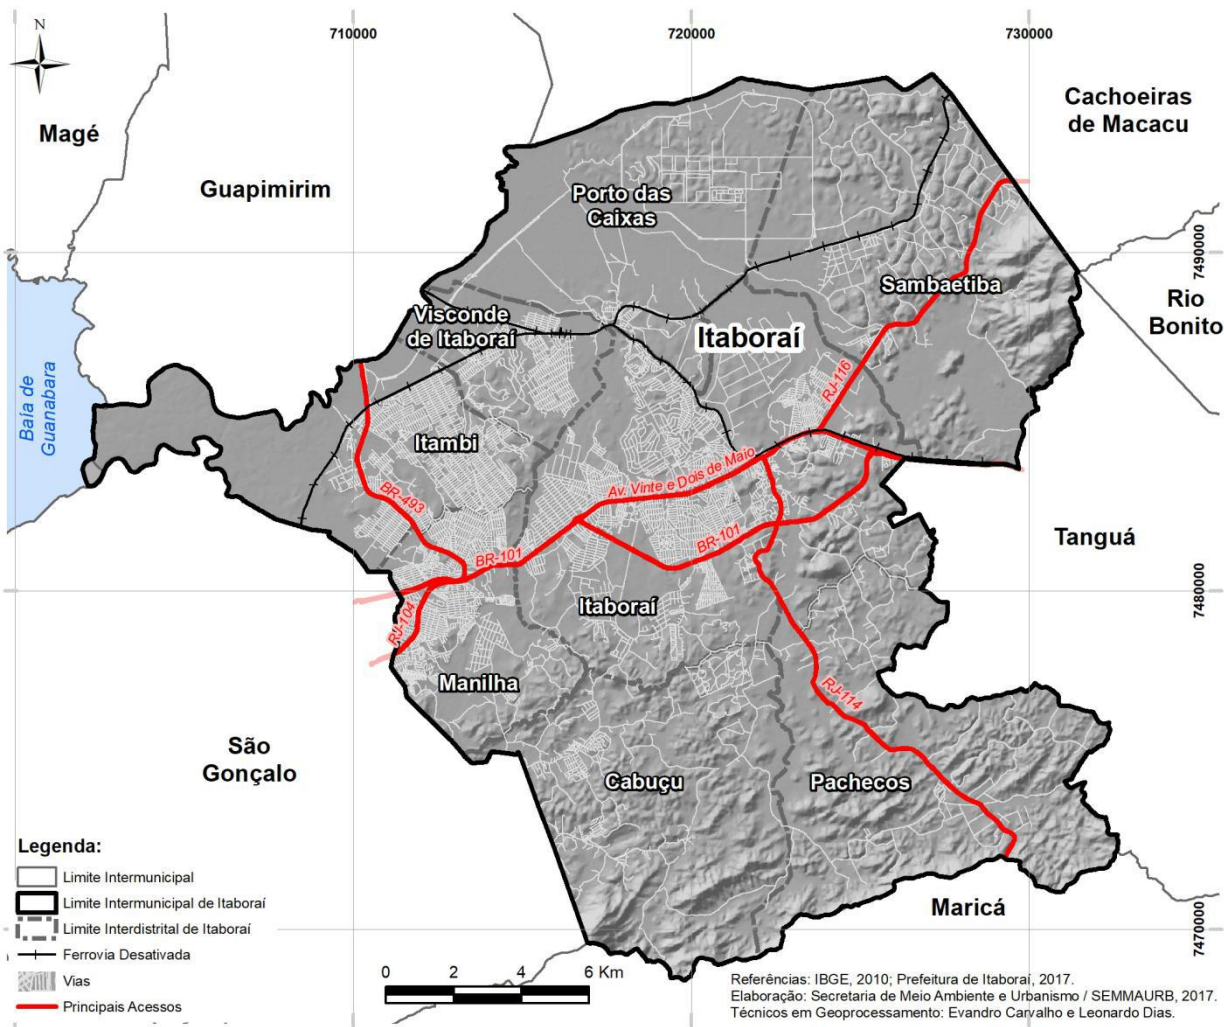 N
710000
720000
730000
Cachoeiras
de Macacu
Magé
Guapimirim
Porto das
Caixas
7490000
Sambaetiba
Rio
Bonito
Visconde
de Itaboraí
Itaboraí
Baía de
Guanabara
RJ-116
Itambi
Av. Vinte e Dois de Maio
BR-493
BR-101
BR-101
Tanguá
7480000
Itaboraí
RJ-104
Manilha
RJ-114
São
Gonçalo
Cabuçu
Pachecos
Legenda:
Limite Intermunicipal
Limite Intermunicipal de Itaboraí
Limite Interdistrital de Itaboraí
Ferrovia Desativada
Vias
Principais Acessos
Maricá
7470000
0 2 4 6 Km
Referências: IBGE, 2010; Prefeitura de Itaboraí, 2017.
Elaboração: Secretaria de Meio Ambiente e Urbanismo / SEMMAURB, 2017.
Técnicos em Geoprocessamento: Evandro Carvalho e Leonardo Dias.